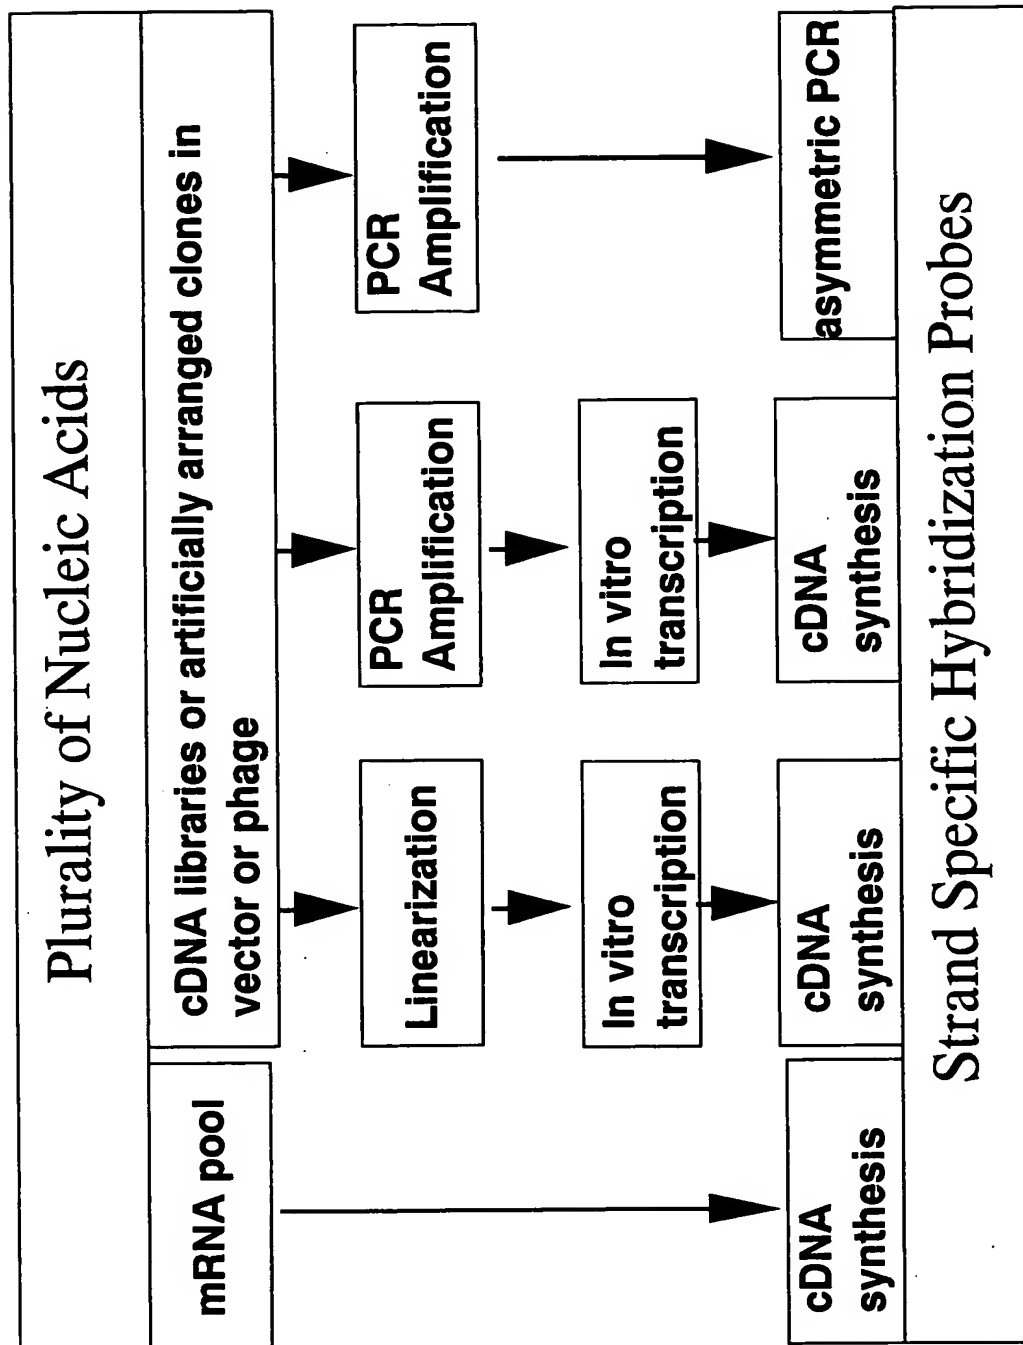 Plurality of Nucleic Acids
mRNA pool
cDNA libraries or artificially arranged clones in
vector or phage
Linearization
PCR
Amplification
PCR
Amplification
In vitro
transcription
In vitro
transcription
cDNA
synthesis
cDNA
synthesis
cDNA
synthesis
asymmetric PCR
Strand Specific Hybridization Probes